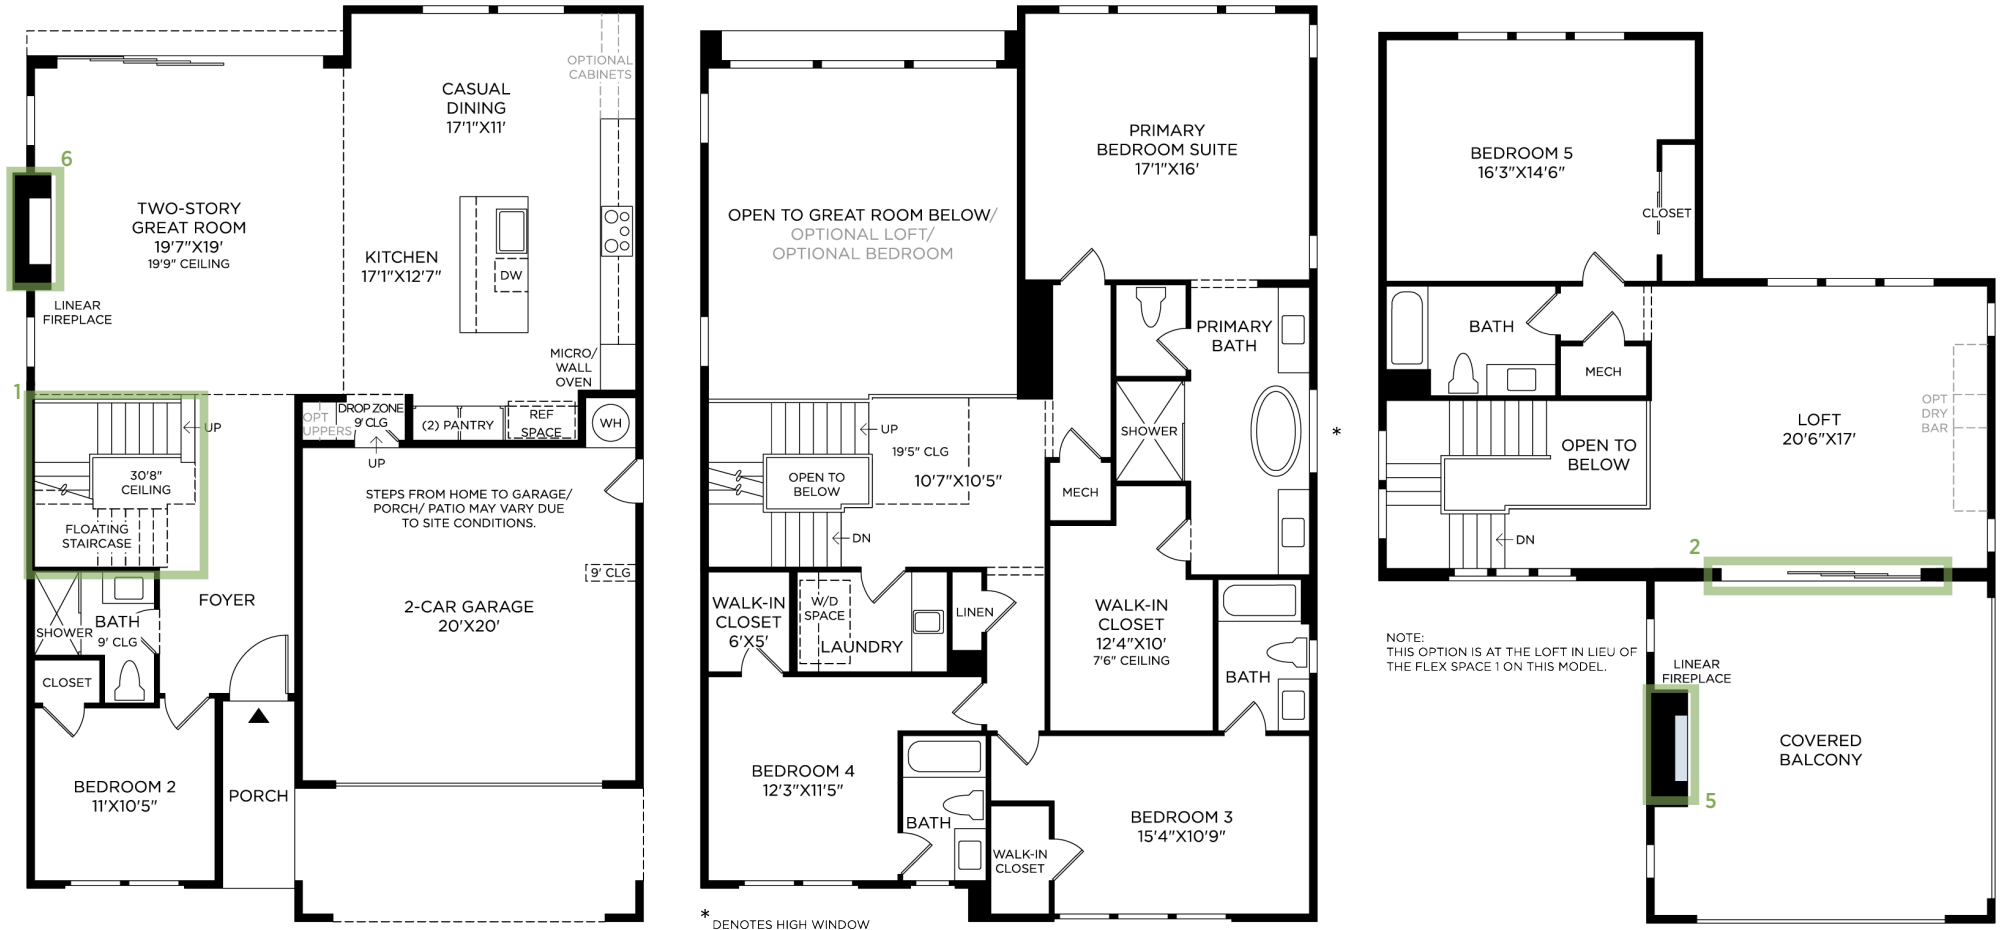 OPTIONAL
CABINETS
CASUAL
DINING
17'1"X11'
6
TWO-STORY
GREAT ROOM
19'7"X19'
19'9" CEILING
KITCHEN
17'1"X12'7"
DW
LINEAR
FIREPLACE
MICRO/
WALL
OVEN
1
UP
OPT
UPPERS
DROP ZONE
9' CLG
(2) PANTRY
REF
SPACE
WH
UP
30'8"
CEILING
FLOATING
STAIRCASE
STEPS FROM HOME TO GARAGE/
PORCH/ PATIO MAY VARY DUE
TO SITE CONDITIONS.
9' CLG
FOYER
2-CAR GARAGE
20'X20'
BATH
9' CLG
SHOWER
CLOSET
BEDROOM 2
11'X10'5"
PORCH
PRIMARY
BEDROOM SUITE
17'1"X16'
OPEN TO GREAT ROOM BELOW/
OPTIONAL LOFT/
OPTIONAL BEDROOM
PRIMARY
BATH
SHOWER
*
UP
19'5" CLG
10'7"X10'5"
OPEN TO
BELOW
MECH
DN
WALK-IN
CLOSET
6'X5'
W/D
SPACE
LAUNDRY
LINEN
WALK-IN
CLOSET
12'4"X10'
7'6" CEILING
BATH
BEDROOM 4
12'3"X11'5"
BATH
BEDROOM 3
15'4"X10'9"
WALK-IN
CLOSET
* DENOTES HIGH WINDOW
BEDROOM 5
16'3"X14'6"
CLOSET
BATH
MECH
LOFT
20'6"X17'
OPT
DRY
BAR
OPEN TO
BELOW
DN
2
NOTE:
THIS OPTION IS AT THE LOFT IN LIEU OF
THE FLEX SPACE 1 ON THIS MODEL.
LINEAR
FIREPLACE
COVERED
BALCONY
5